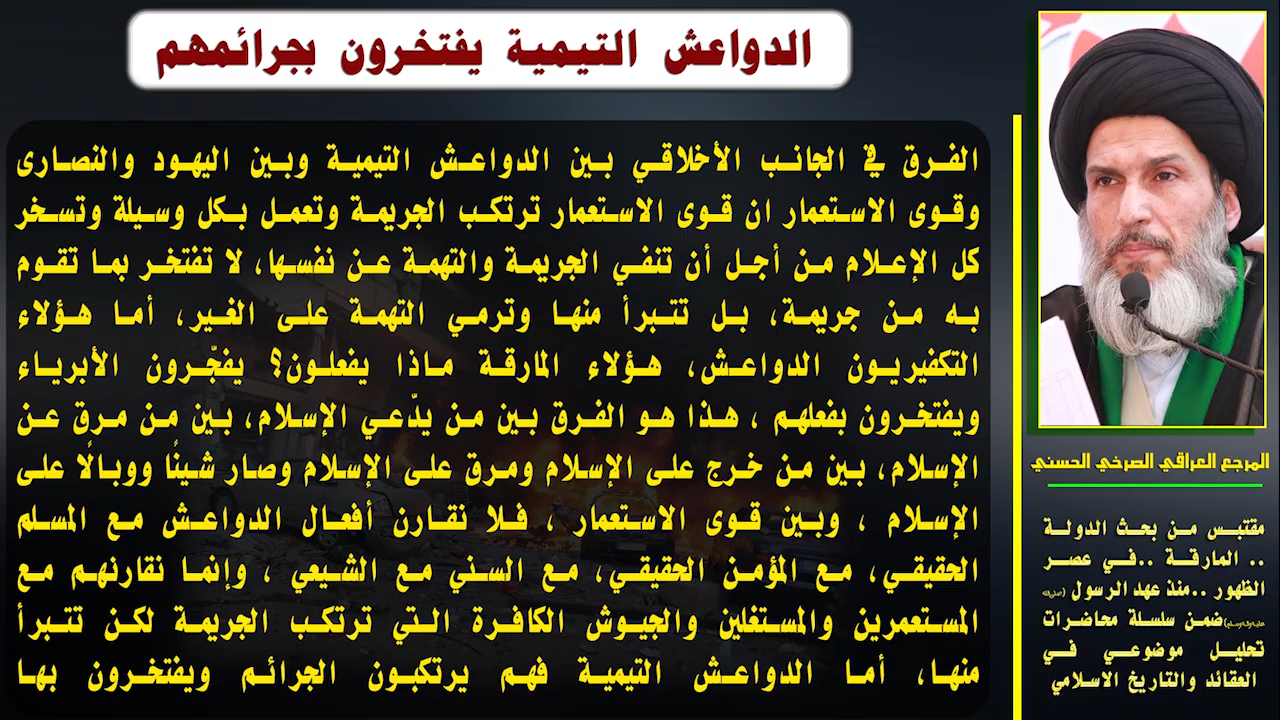 الدواعش التيمية يفتخرون بجرائمهم
الفرق في الجانب الأخلاقي بين الدواعش التيمية وبين اليهود والنصارى
وقوى الاستعمار ان قوى الاستعمار ترتكب الجريمة وتعمل بكل وسيلة وتسخر
كل الإعلام من أجل أن تنفي الجريمة والتهمة عن نفسها، لا تفتخر بما تقوم
به من جريمة، بل تتبرأ منها وترمي التهمة على الغير، أما هؤلاء
التكفيريون الدواعش، هؤلاء المارقة ماذا يفعلون؟ يفجّرون الأبرياء
ويفتخرون بفعلهم ، هذا هو الفرق بين من يدّعي الإسلام، بين من مرق عن
الإسلام، بين من خرج على الإسلام ومرق على الإسلام وصار شينًا ووبالًا على
الإسلام ، وبين قوى الاستعمار ، فلا نقارن أفعال الدواعش مع المسلم
الحقيقي، مع المؤمن الحقيقي، مع السني مع الشيعي ، وإنما نقارنهم مع
المستعمرين والمستغلين والجيوش الكافرة التي ترتكب الجريمة لكن تتبرأ
منها، أما الدواعش التيمية فهم يرتكبون الجرائم ويفتخرون بها
المرجع العراقي الصرخي الحسني
مقتبس من بحث الدولة
.. المارقة ..في عصر
الظهور ..منذ عهد الرسول (صلى الله
عليه وآله وسلم) ضمن سلسلة محاضرات
تحليل موضوعي في
العقائد والتاريخ الاسلامي